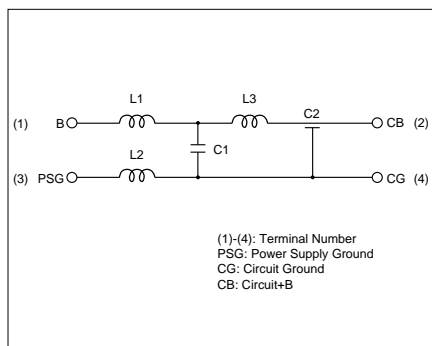 L1
L3
C2
(1) B
CB (2)
C1
L2
(3) PSG
CG (4)
(1)-(4): Terminal Number
PSG: Power Supply Ground
CG: Circuit Ground
CB: Circuit+B